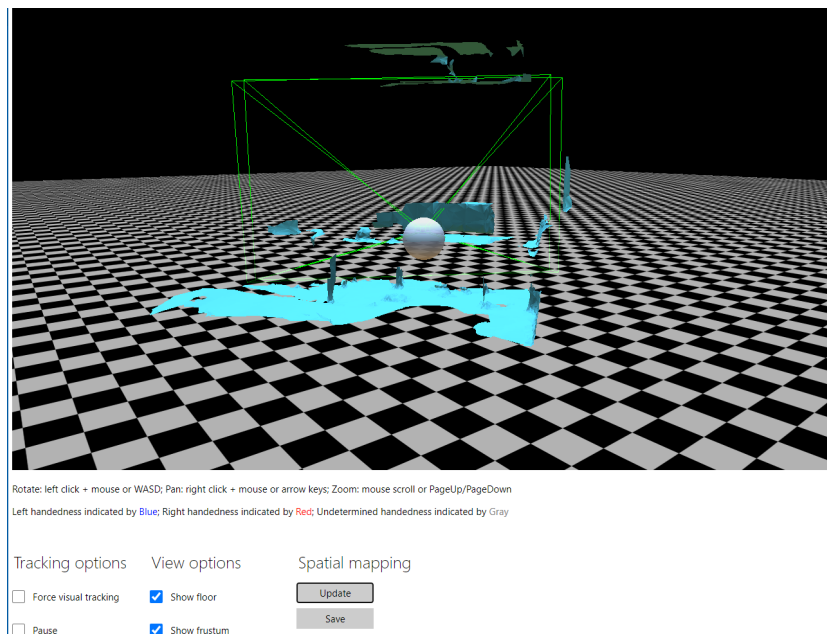 Rotate: left click + mouse or WASD; Pan: right click + mouse or arrow keys; Zoom: mouse scroll or PageUp/PageDown
Left handedness indicated by Blue; Right handedness indicated by Red; Undetermined handedness indicated by Gray
Tracking options
View options
Spatial mapping
Force visual tracking
Show floor
Update
Pause
Show frustum
Save